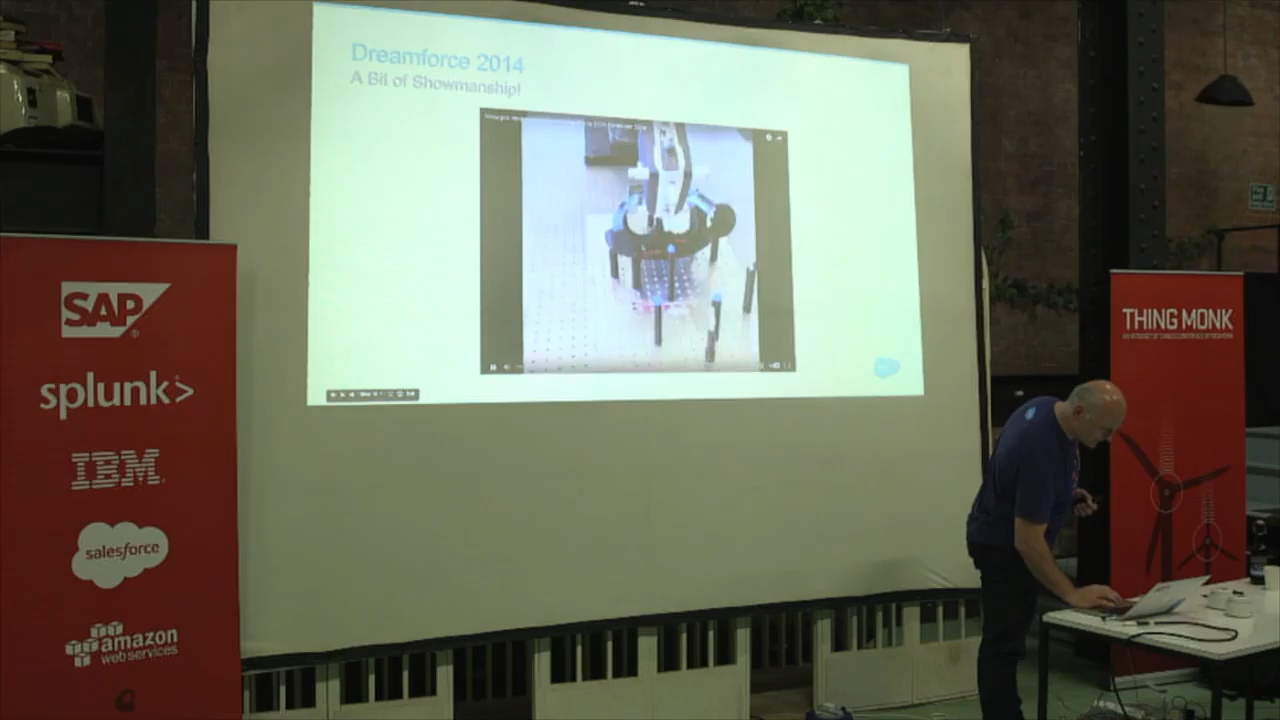 Dreamforce 2014
A Bit of Showmanship!
SAP
®
splunk>
IBM
salesforce
amazon
web services
THING MONK